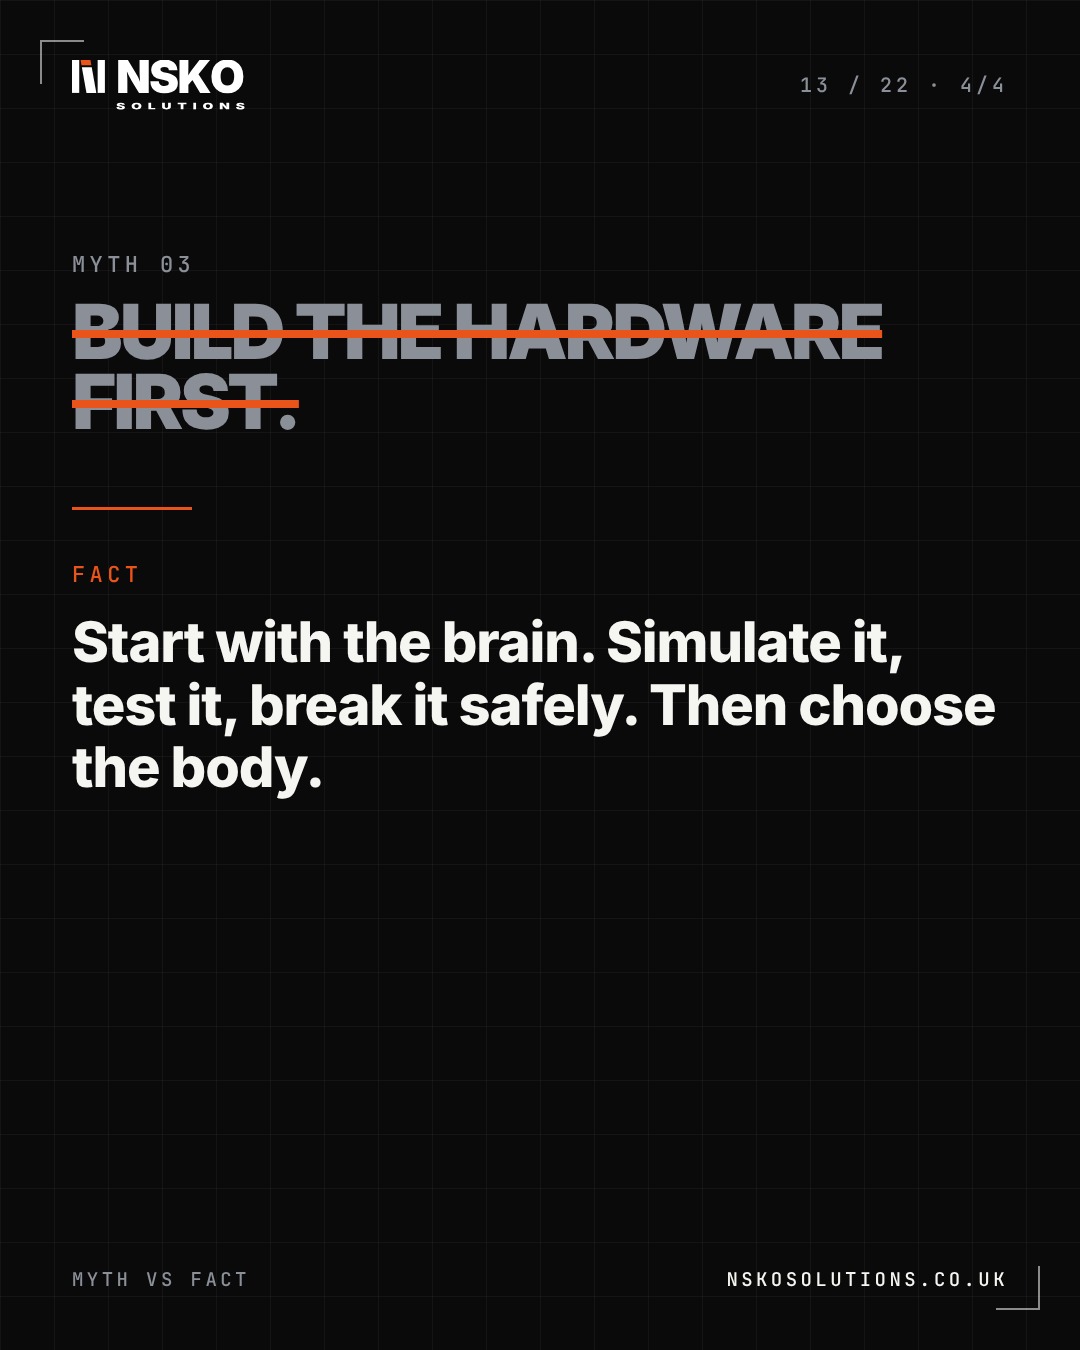 NSKO
SOLUTIONS
13 / 22 · 4/4
MYTH 03
BUILD THE HARDWARE
FIRST.
FACT
Start with the brain. Simulate it,
test it, break it safely. Then choose
the body.
MYTH VS FACT
NSKOSOLUTIONS.CO.UK